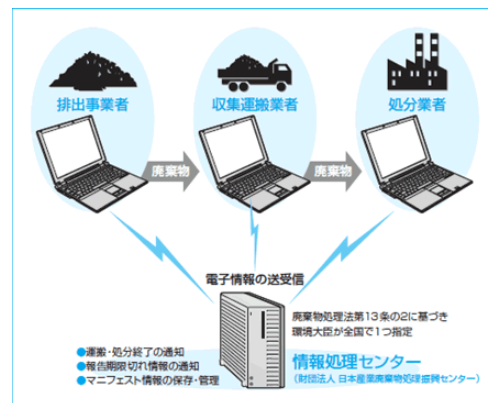 排出事業者
収集運搬業者
処分業者
廃棄物
廃棄物
電子情報の送受信
廃棄物処理法第13条の2に基づき
環境大臣が全国で1つ指定
●運搬・処分終了の通知
●報告期限切れ情報の通知
●マニフェスト情報の保存・管理
情報処理センター
(財団法人 日本産業廃棄物処理振興センター)